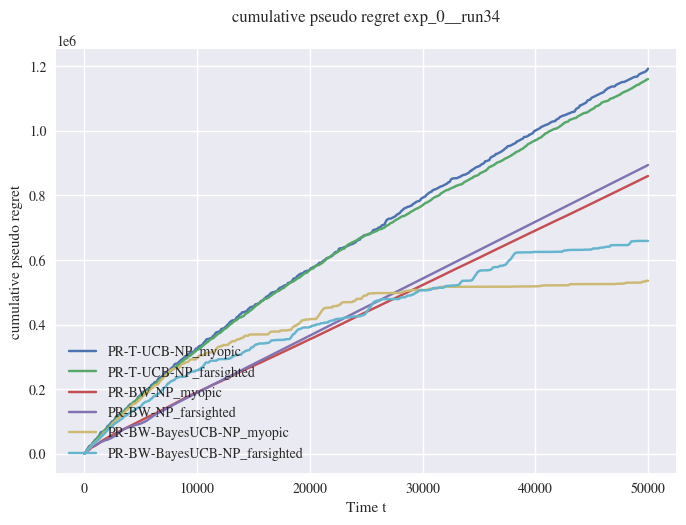 cumulative pseudo regret exp_0__run34
1e6
1.2
1.0
0.8
0.6
0.4
0.2
0.0
cumulative pseudo regret
PR-T-UCB-NP_myopic
PR-T-UCB-NP_farsighted
PR-BW-NP_myopic
PR-BW-NP_farsighted
PR-BW-BayesUCB-NP_myopic
PR-BW-BayesUCB-NP_farsighted
0 10000 20000 30000 40000 50000
Time t